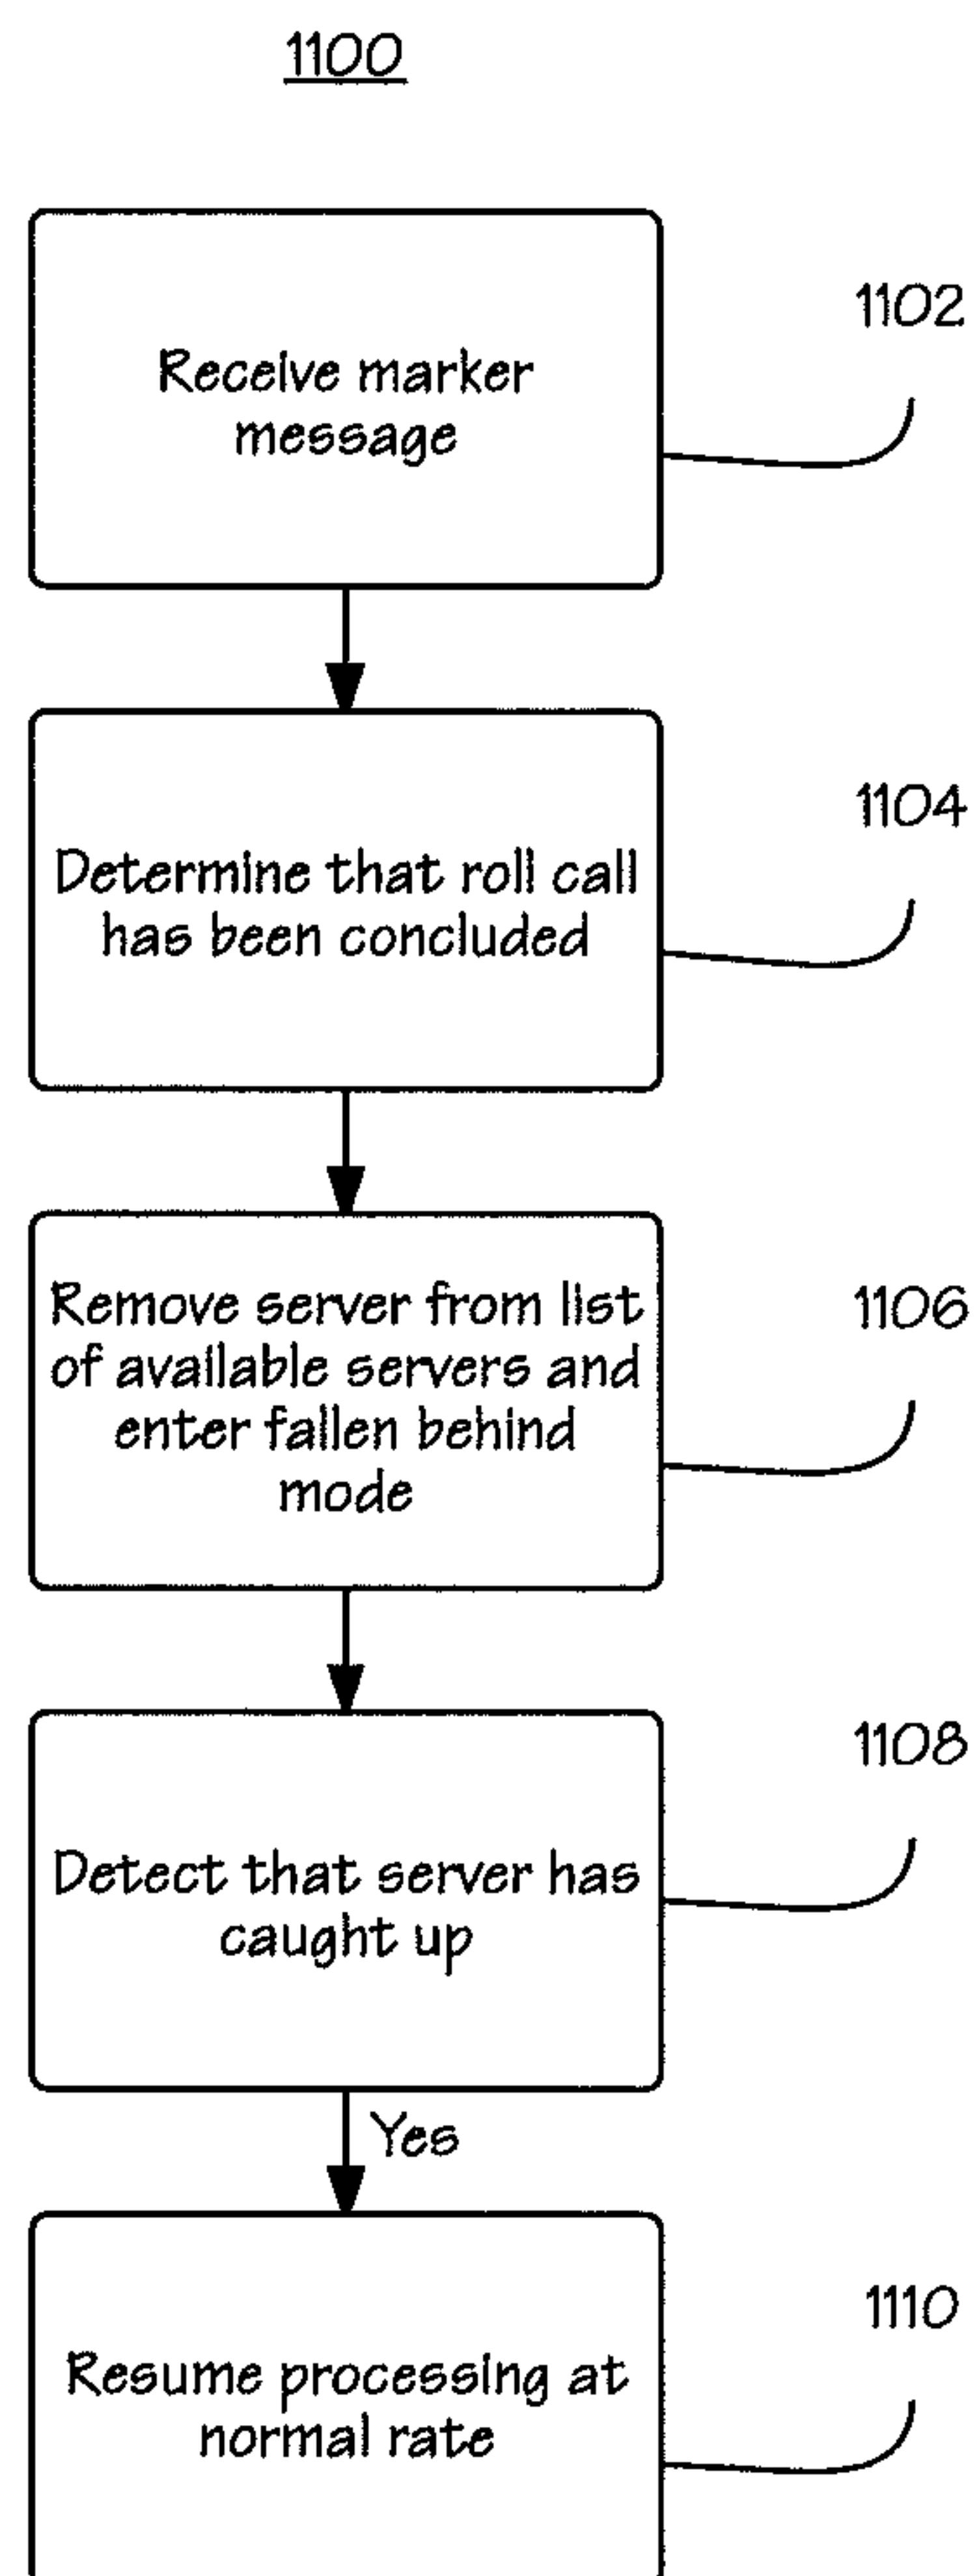 1100
Receive marker
message
1102
Determine that roll call
has been concluded
1104
Remove server from list
of available servers and
enter fallen behind
mode
1106
Detect that server has
caught up
1108
Yes
Resume processing at
normal rate
1110